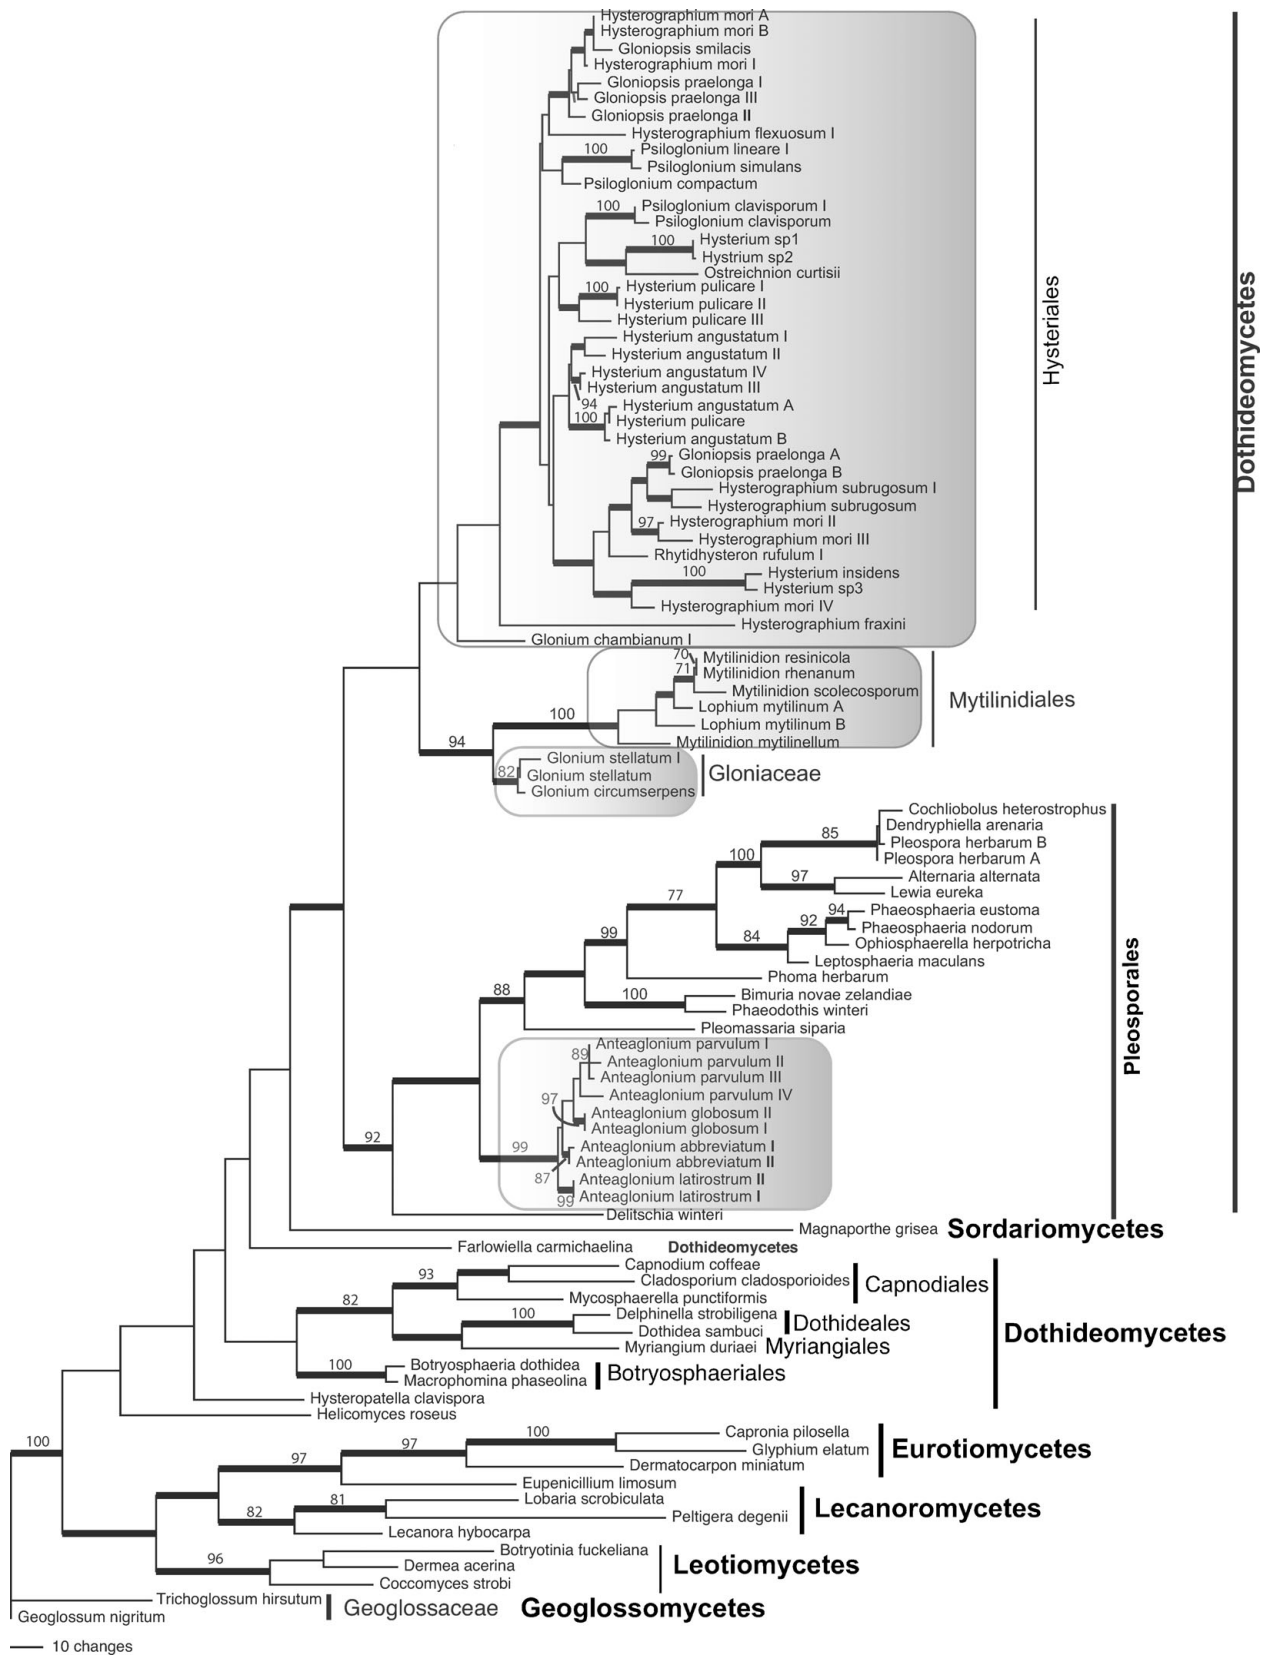 Hysterographium mori A
Hysterographium mori B
Gloniopsis smilacis
Hysterographium mori I
Gloniopsis praelonga I
Gloniopsis praelonga III
Gloniopsis praelonga II
Hysterographium flexuosum I
100
Psiloglonium lineare I
Psiloglonium simulans
Psiloglonium compactum
100
Psiloglonium clavisporum I
Psiloglonium clavisporum
100
Hysterium sp1
Hystrium sp2
Ostreichnion curtisii
100
Hysterium pulicare I
Hysterium pulicare II
Hysterium pulicare III
Hysterium angustatum I
Hysterium angustatum II
Hysterium angustatum IV
Hysterium angustatum III
94
100
Hysterium angustatum A
Hysterium pulicare
Hysterium angustatum B
99
Gloniopsis praelonga A
Gloniopsis praelonga B
Hysterographium subrugosum I
Hysterographium subrugosum
97
Hysterographium mori II
Hysterographium mori III
Rhytidhysteron rufulum I
100
Hysterium insidens
Hysterium sp3
Hysterographium mori IV
Hysterographium fraxini
Glonium chambianum I
Hysteriales
Dothideomycetes
70
71
Mytilinidion resinicola
Mytilinidion rhenanum
Mytilinidion scolecosporum
Lophium mytilinum A
Lophium mytilinum B
Mytilinidion mytilinellum
Mytilinidiales
100
94
82
Glonium stellatum I
Glonium stellatum
Glonium circumserpens
Gloniaceae
Cochliobolus heterostrophus
85
Dendryphiella arenaria
Pleospora herbarum B
Pleospora herbarum A
100
97
Alternaria alternata
Lewia eureka
77
94
Phaeosphaeria eustoma
92
Phaeosphaeria nodorum
84
Ophiosphaerella herpotricha
Leptosphaeria maculans
99
Phoma herbarum
100
Bimuria novae zelandiae
Phaeodothis winteri
88
Pleomassaria siparia
Pleosporales
Anteaglonium parvulum I
89
Anteaglonium parvulum II
Anteaglonium parvulum III
Anteaglonium parvulum IV
97
Anteaglonium globosum II
Anteaglonium globosum I
92
99
Anteaglonium abbreviatum I
Anteaglonium abbreviatum II
87
Anteaglonium latirostrum II
Anteaglonium latirostrum I
99
Delitschia winteri
Magnaporthe grisea Sordariomycetes
Farlowiella carmichaelina Dothideomycetes
Capnodium coffeae
93
Cladosporium cladosporioides
Capnodiales
Mycosphaerella punctiformis
82
100
Delphinella strobiligena
Dothideales
Dothidea sambuci
Myriangium duriaei Myriangiales
Dothideomycetes
100
Botryosphaeria dothidea
Botryosphaeriales
Macrophomina phaseolina
Hysteropatella clavispora
Helicomyces roseus
100
Capronia pilosella
100
97
97
Glyphium elatum
Eurotiomycetes
Dermatocarpon miniatum
Eupenicillium limosum
81
Lobaria scrobiculata
82
Peltigera degenii
Lecanoromycetes
Lecanora hybocarpa
Botryotinia fuckeliana
96
Dermea acerina
Leotiomycetes
Coccomyces strobi
Trichoglossum hirsutum
Geoglossaceae Geoglossomycetes
Geoglossum nigritum
10 changes